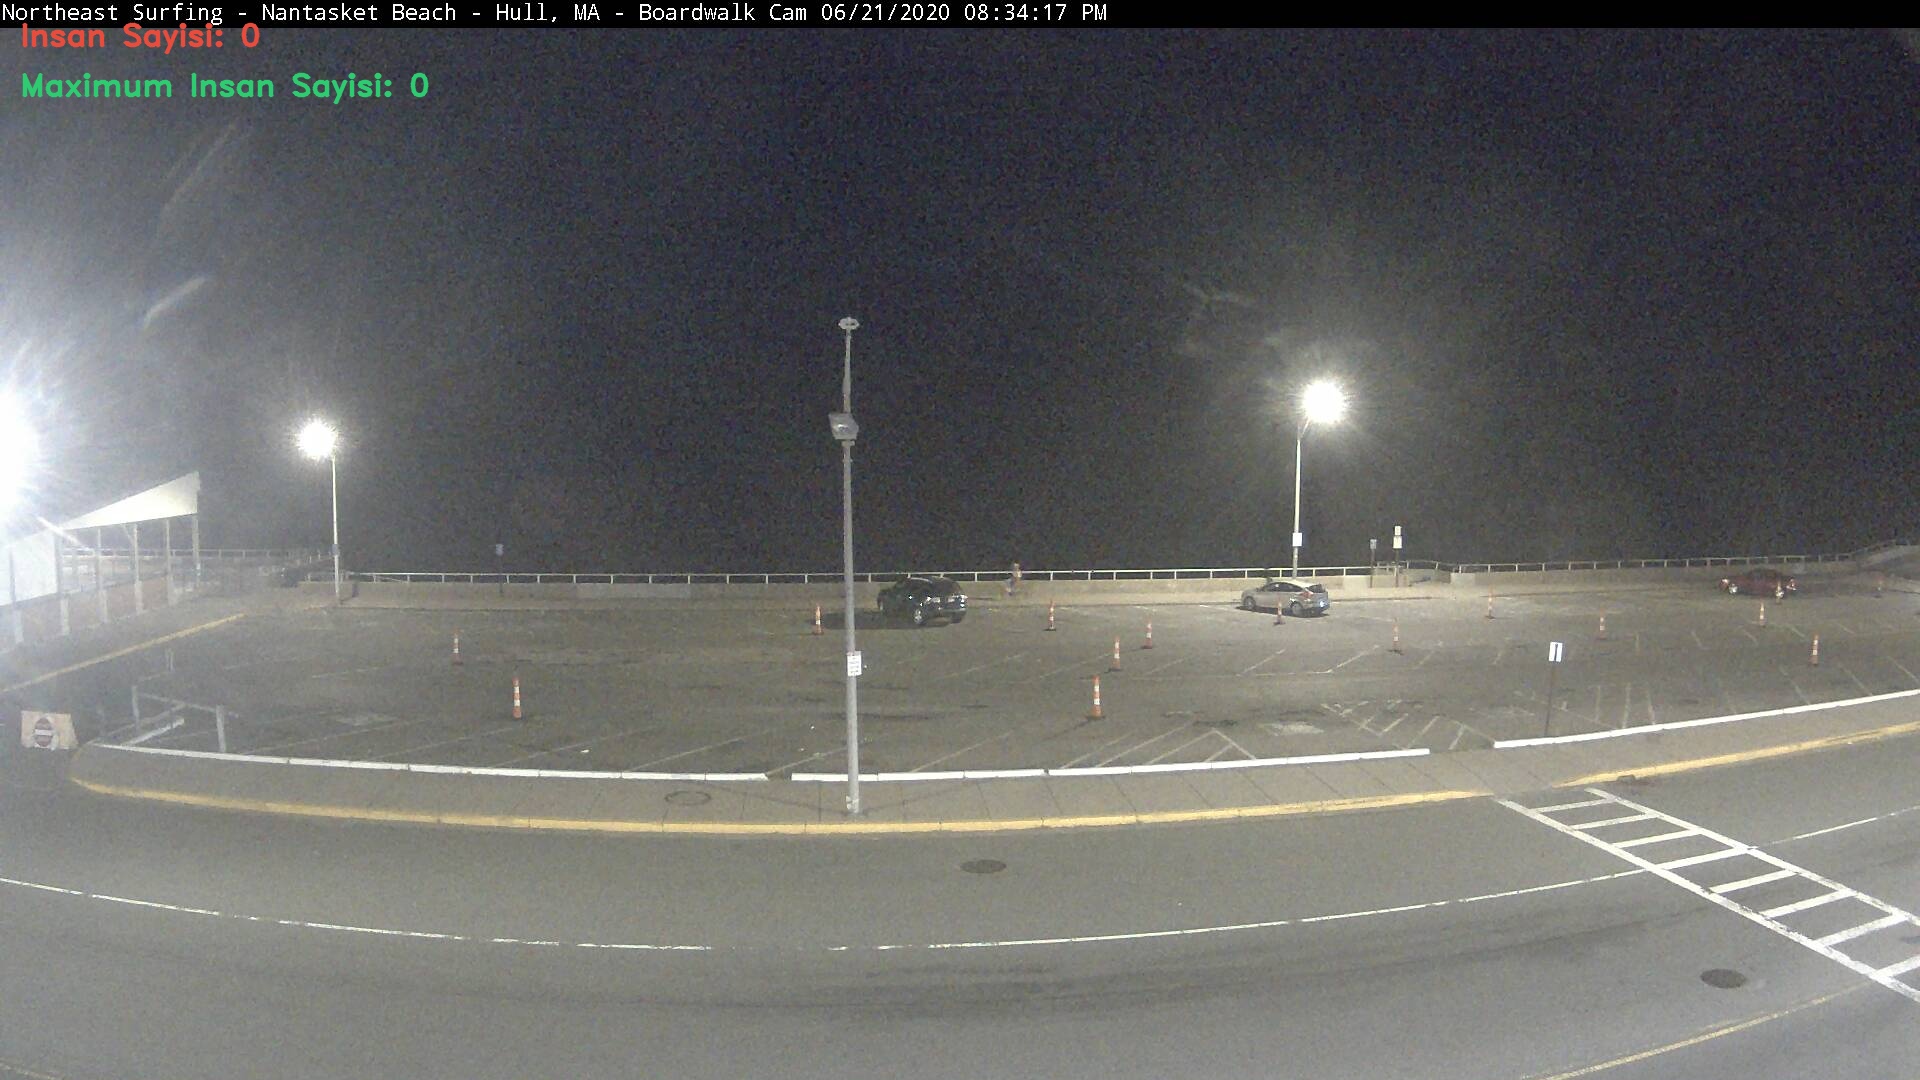 Northeast Surfing - Nantasket Beach - Hull, MA - Boardwalk Cam 06/21/2020 08:34:17 PM
Insan Sayisi: 0
Maximum Insan Sayisi: 0